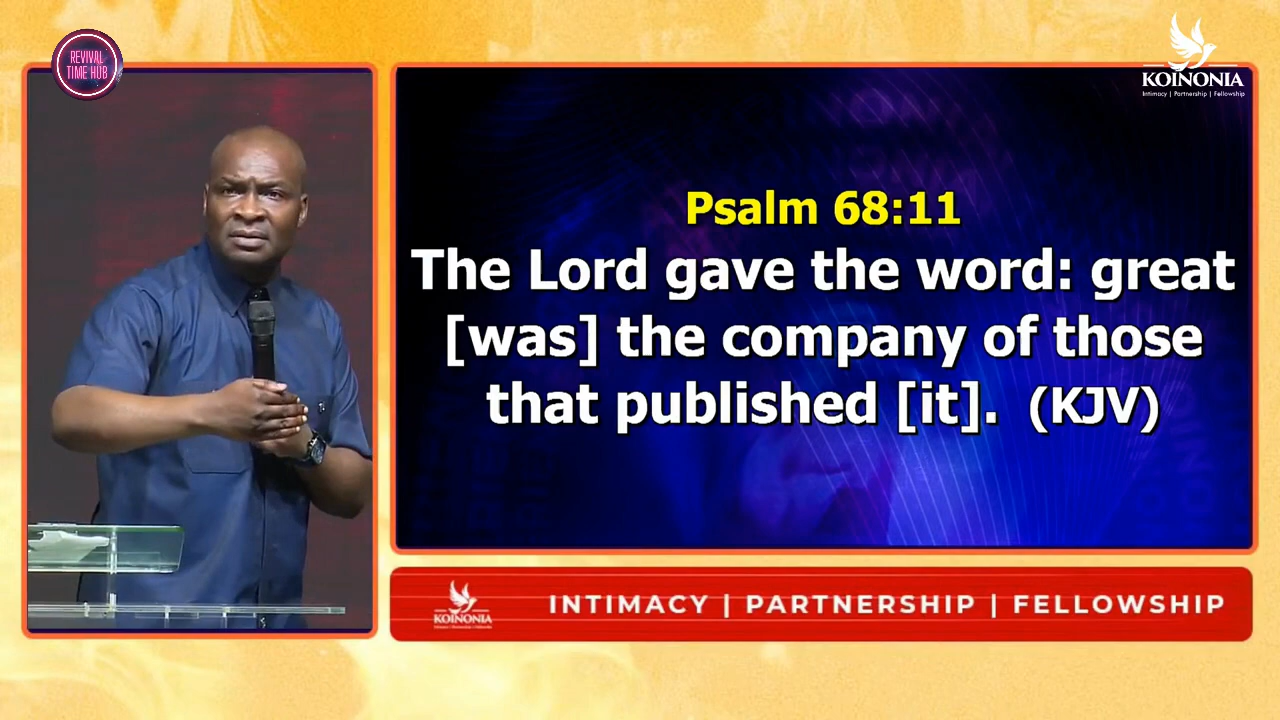 REVIVAL
TIME HUB
KOINONIA
Intimacy | Partnership | Fellowship
Psalm 68:11
The Lord gave the word: great
[was] the company of those
that published [it]. (KJV)
KOINONIA
INTIMACY | PARTNERSHIP | FELLOWSHIP